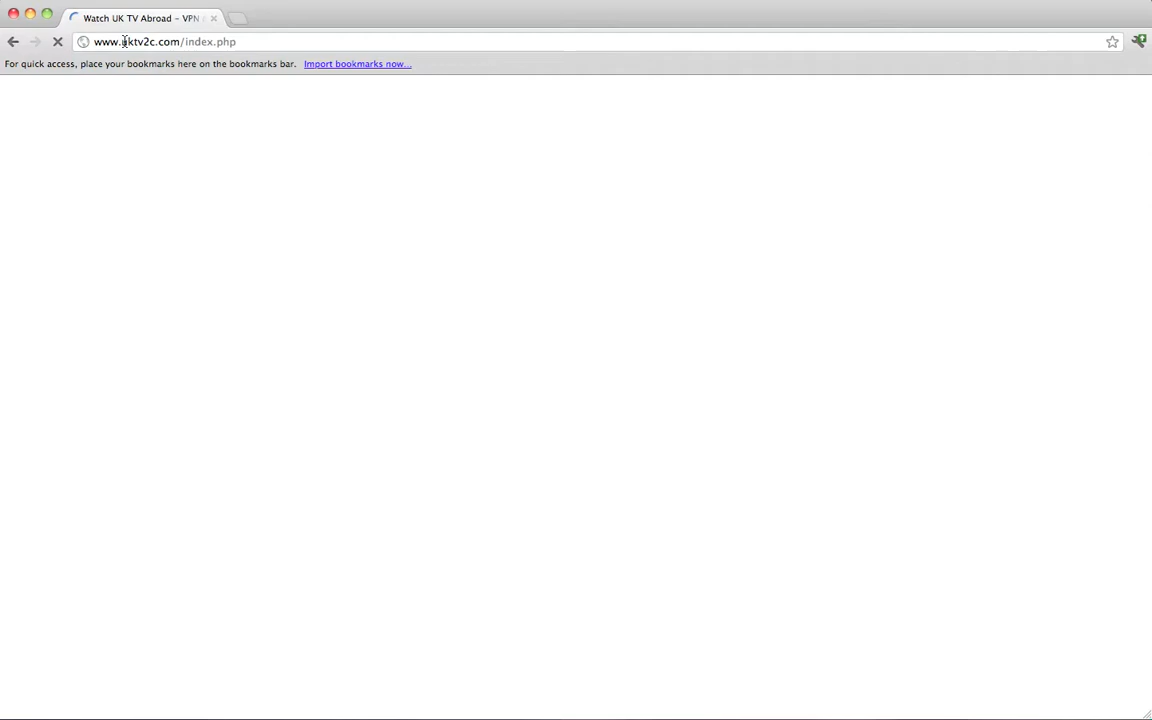 Watch UK TV Abroad - VPN
www.uktv2c.com/index.php
For quick access, place your bookmarks here on the bookmarks bar. Import bookmarks now...